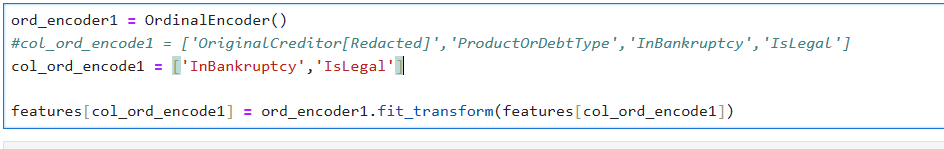 ord_encoder1 = OrdinalEncoder()
#col_ord_encode1 = ['OriginalCreditor[Redacted]','ProductOrDebtType','InBankruptcy','IsLegal']
col_ord_encode1 = ['InBankruptcy','IsLegal']
features[col_ord_encode1] = ord_encoder1.fit_transform(features[col_ord_encode1])